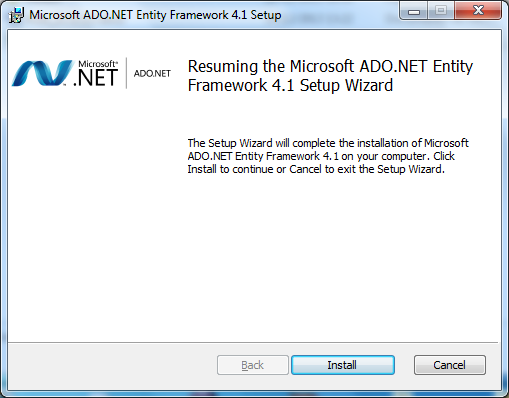 Microsoft ADO.NET Entity Framework 4.1 Setup
Microsoft®
.NET
ADO.NET
Resuming the Microsoft ADO.NET Entity
Framework 4.1 Setup Wizard
The Setup Wizard will complete the installation of Microsoft
ADO.NET Entity Framework 4.1 on your computer. Click
Install to continue or Cancel to exit the Setup Wizard.
Back
Install
Cancel